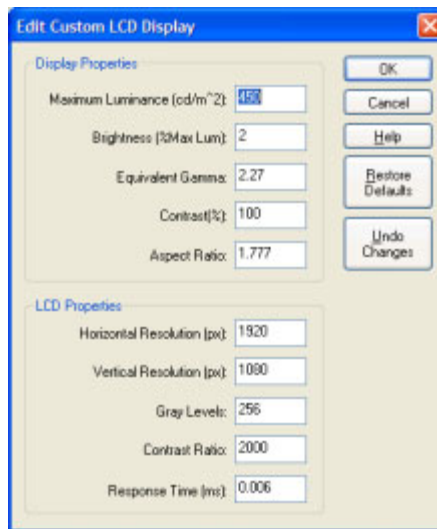 Edit Custom LCD Display
Display Properties
Maximum Luminance (cd/m^2): 450
Brightness (%Max Lum): 2
Equivalent Gamma: 2.27
Contrast(%): 100
Aspect Ratio: 1.777
LCD Properties
Horizontal Resolution (px): 1920
Vertical Resolution (px): 1080
Gray Levels: 256
Contrast Ratio: 2000
Response Time (ms): 0.006
OK
Cancel
Help
Restore
Defaults
Undo
Changes